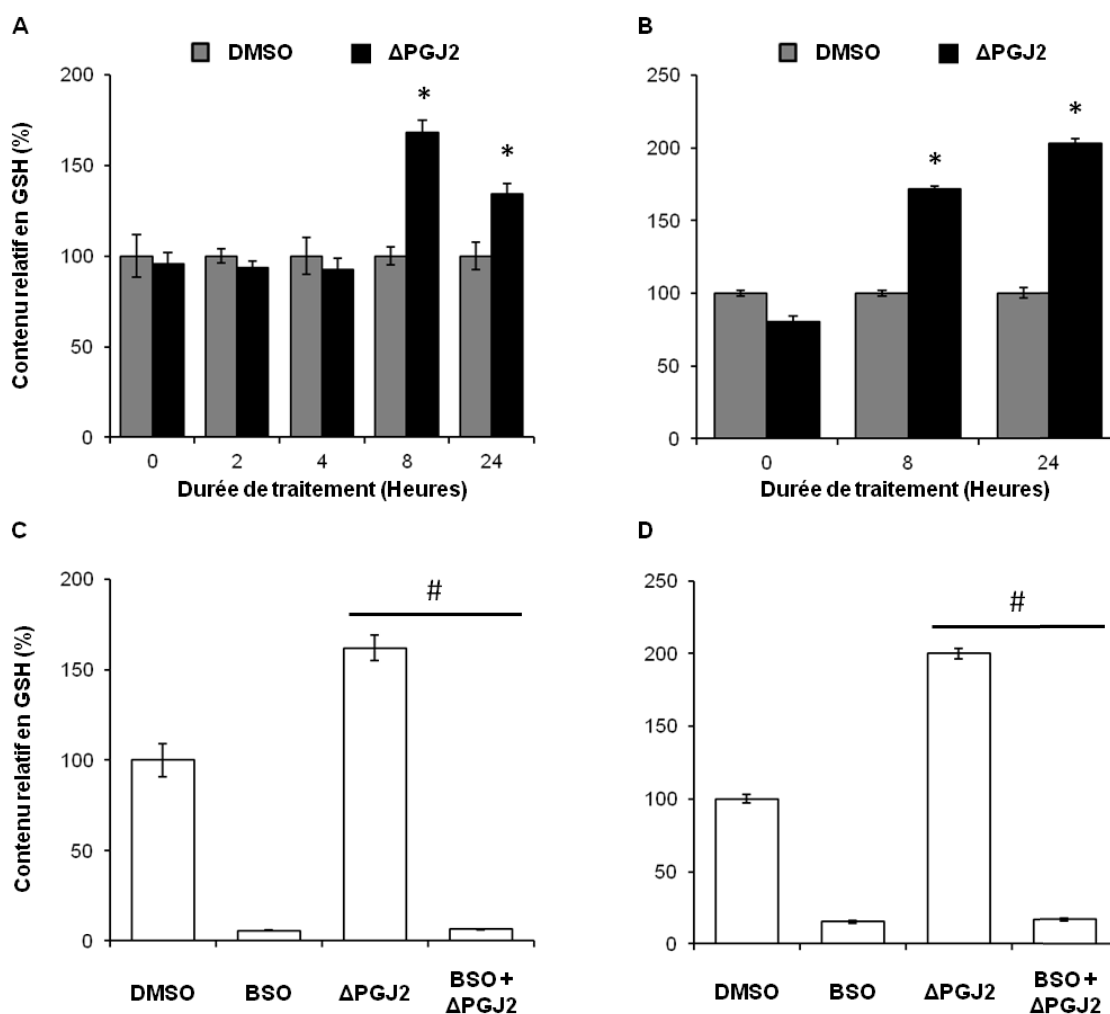 A
DMSO ΔPGJ2
200
150
100
50
0
* *
0 2 4 8 24
Durée de traitement (Heures)
Contenu relatif en GSH (%)
B
DMSO ΔPGJ2
250
200
150
100
50
0
* *
0 8 24
Durée de traitement (Heures)
C
200
150
100
50
0
#
DMSO BSO ΔPGJ2 BSO +
ΔPGJ2
Contenu relatif en GSH (%)
D
250
200
150
100
50
0
#
DMSO BSO ΔPGJ2 BSO +
ΔPGJ2